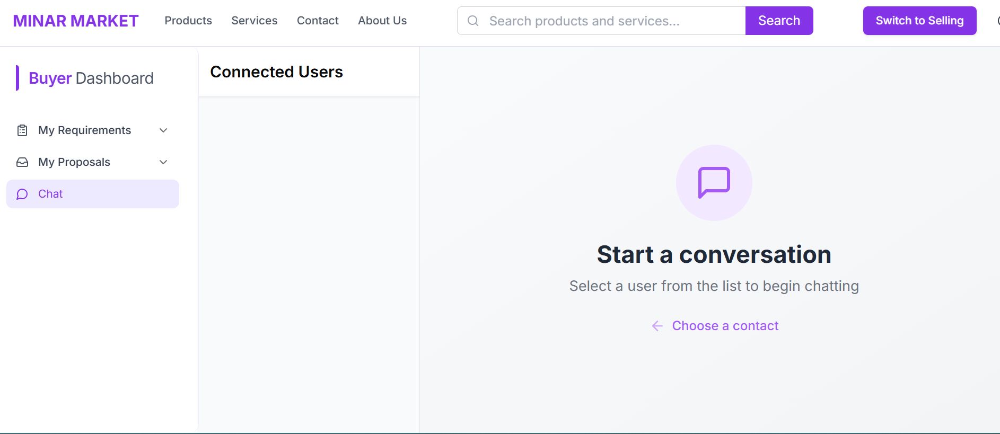 MINAR MARKET
Products
Services
Contact
About Us
Search products and services...
Search
Switch to Selling
Buyer Dashboard
My Requirements
My Proposals
Chat
Connected Users
Start a conversation
Select a user from the list to begin chatting
Choose a contact